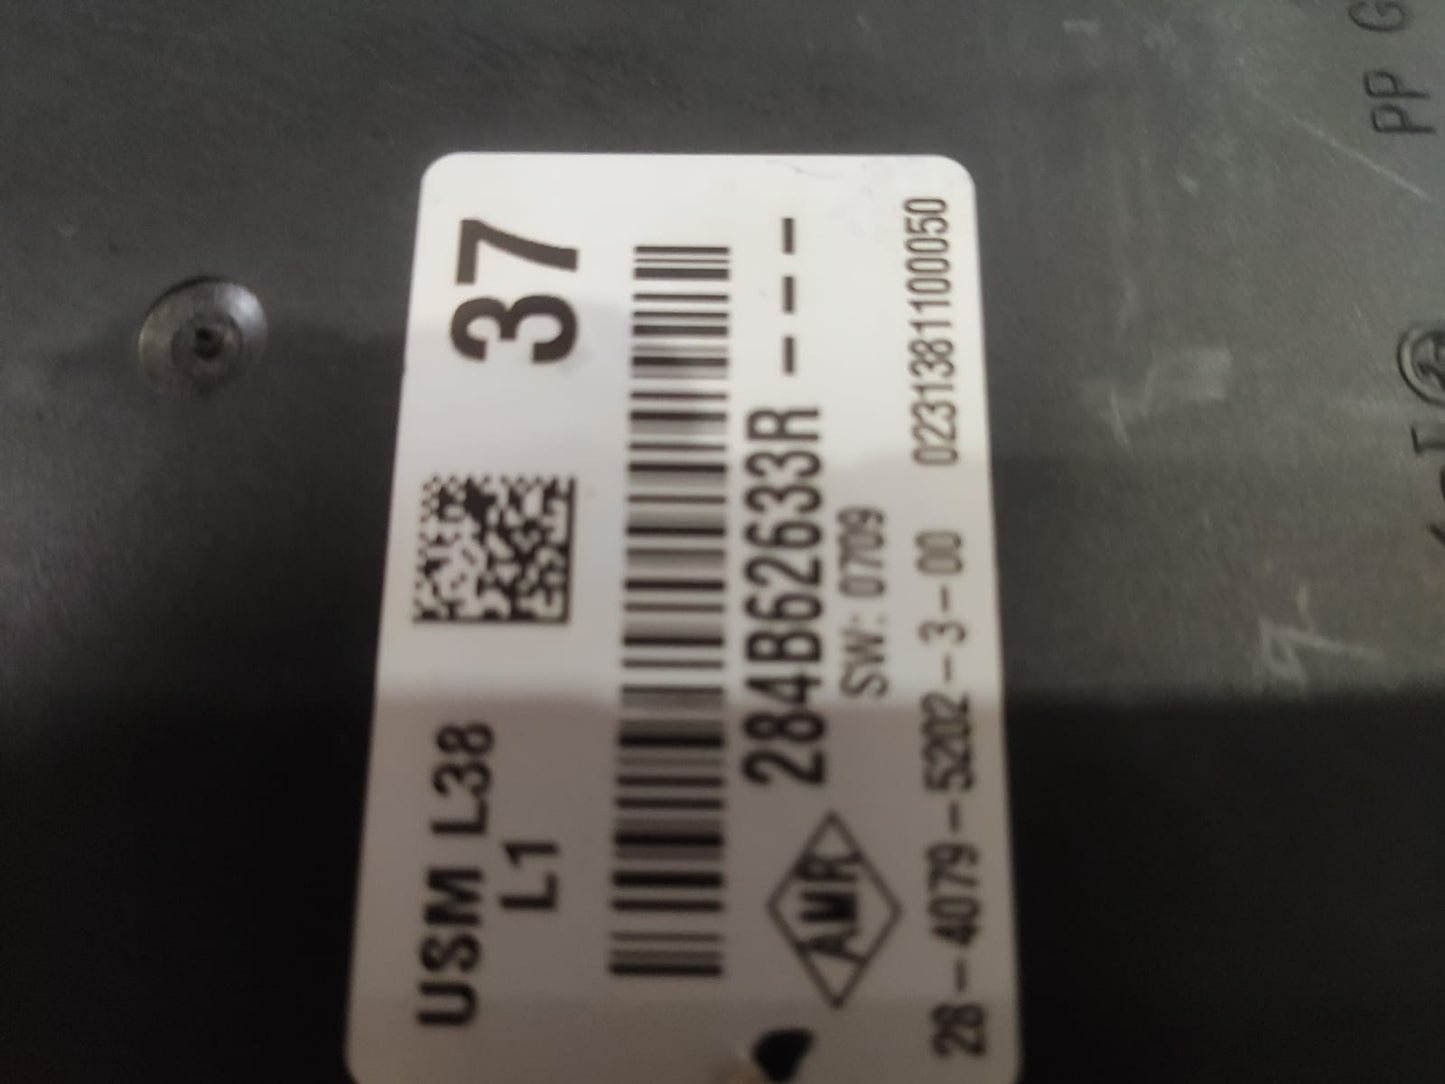 USM L38
L1
37
284B62633R ---
SW: 0709
AMR
28-4079-5202-3-00
0231381100050
PP